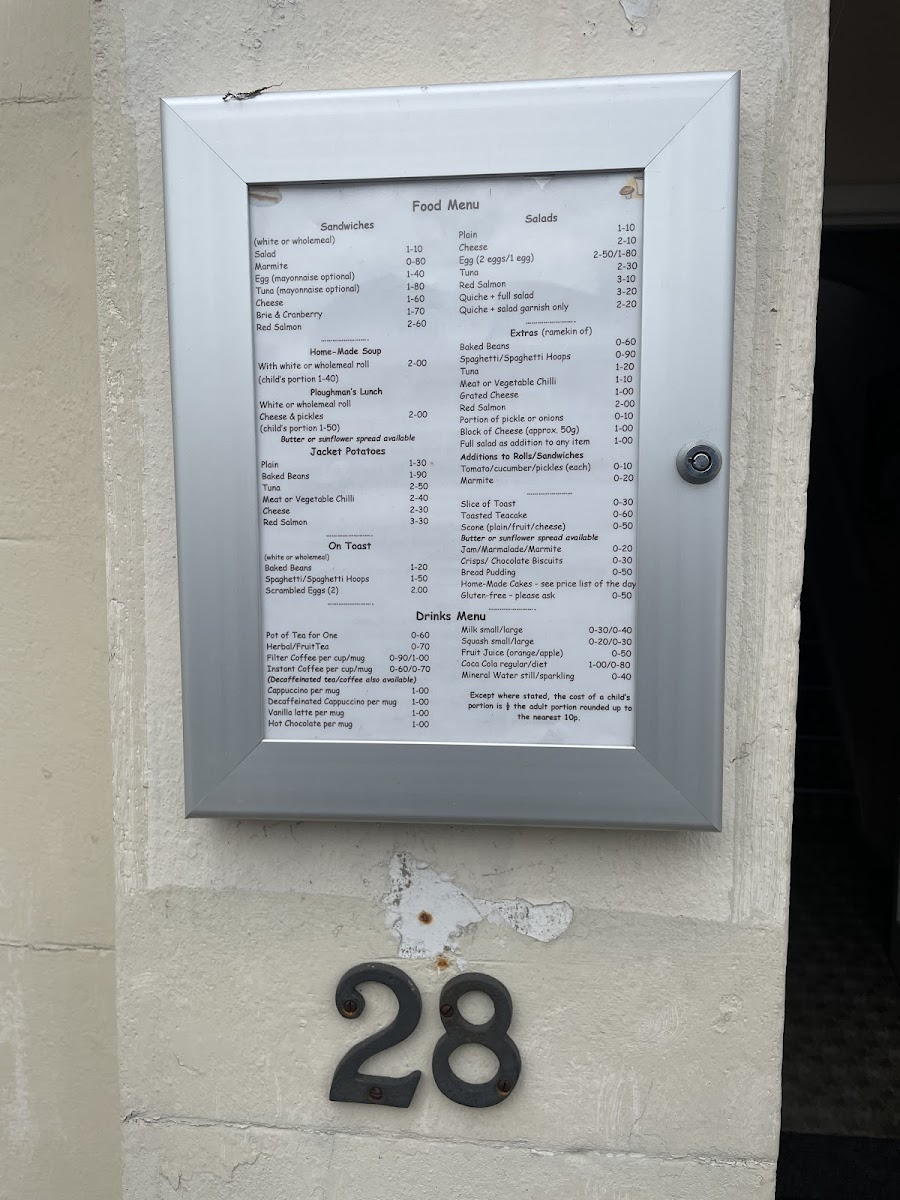 Food Menu
Sandwiches
(white or wholemeal)
Salad 1-10
Marmite 0-80
Egg (mayonnaise optional) 1-40
Tuna (mayonnaise optional) 1-80
Cheese 1-60
Brie & Cranberry 1-70
Red Salmon 2-60
Home-Made Soup
With white or wholemeal roll 2-00
(child's portion 1-40)
Ploughman's Lunch
White or wholemeal roll
Cheese & pickles 2-00
(child's portion 1-50)
Butter or sunflower spread available
Jacket Potatoes
Plain 1-30
Baked Beans 1-90
Tuna 2-50
Meat or Vegetable Chilli 2-40
Cheese 2-30
Red Salmon 3-30
On Toast
(white or wholemeal)
Baked Beans 1-20
Spaghetti/Spaghetti Hoops 1-50
Scrambled Eggs (2) 2.00
Salads
Plain 1-10
Cheese 2-10
Egg (2 eggs/1 egg) 2-50/1-80
Tuna 2-30
Red Salmon 3-10
Quiche + full salad 3-20
Quiche + salad garnish only 2-20
Extras (ramekin of)
Baked Beans 0-60
Spaghetti/Spaghetti Hoops 0-90
Tuna 1-20
Meat or Vegetable Chilli 1-10
Grated Cheese 1-00
Red Salmon 2-00
Portion of pickle or onions 0-10
Block of Cheese (approx. 50g) 1-00
Full salad as addition to any item 1-00
Additions to Rolls/Sandwiches
Tomato/cucumber/pickles (each) 0-10
Marmite 0-20
Slice of Toast 0-30
Toasted Teacake 0-60
Scone (plain/fruit/cheese) 0-50
Butter or sunflower spread available
Jam/Marmalade/Marmite 0-20
Crisps/ Chocolate Biscuits 0-30
Bread Pudding 0-50
Home-Made Cakes - see price list of the day
Gluten-free - please ask 0-50
Drinks Menu
Pot of Tea for One 0-60
Herbal/FruitTea 0-70
Filter Coffee per cup/mug 0-90/1-00
Instant Coffee per cup/mug 0-60/0-70
(Decaffeinated tea/coffee also available)
Cappuccino per mug 1-00
Decaffeinated Cappuccino per mug 1-00
Vanilla latte per mug 1-00
Hot Chocolate per mug 1-00
Milk small/large 0-30/0-40
Squash small/large 0-20/0-30
Fruit Juice (orange/apple) 0-50
Coca Cola regular/diet 1-00/0-80
Mineral Water still/sparkling 0-40
Except where stated, the cost of a child's
portion is ½ the adult portion rounded up to
the nearest 10p.
28